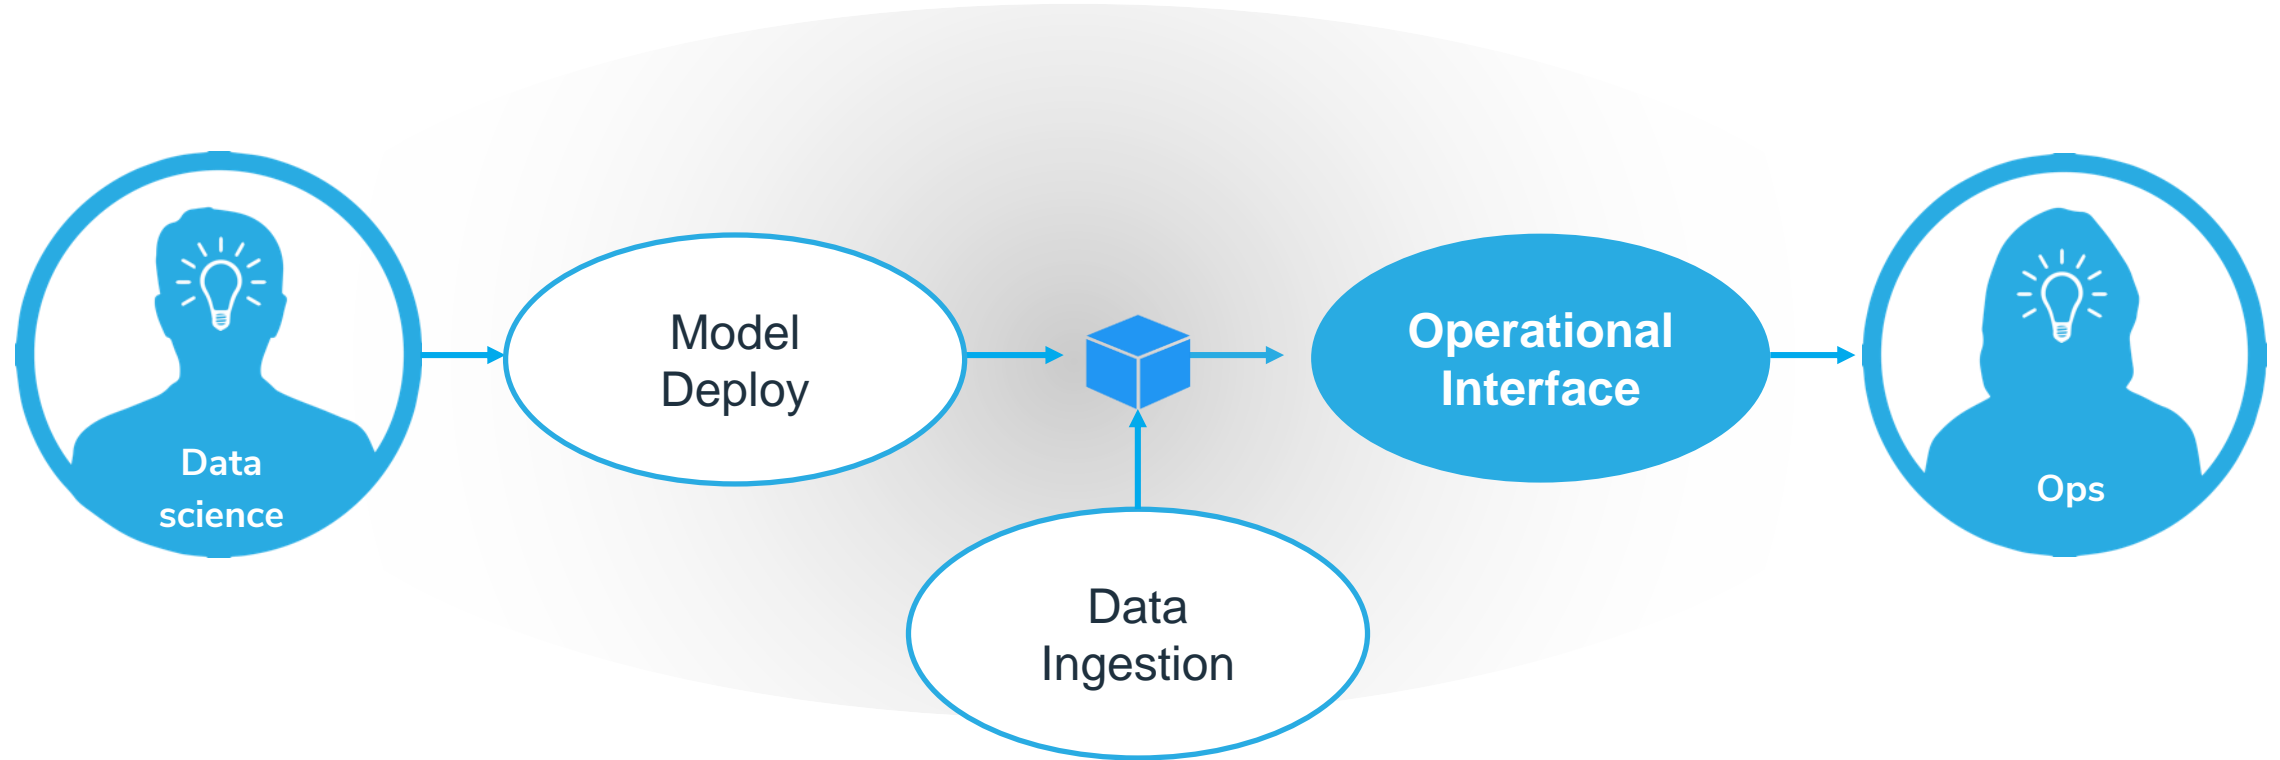 Data
science
Model
Deploy
Data
Ingestion
Operational
Interface
Ops